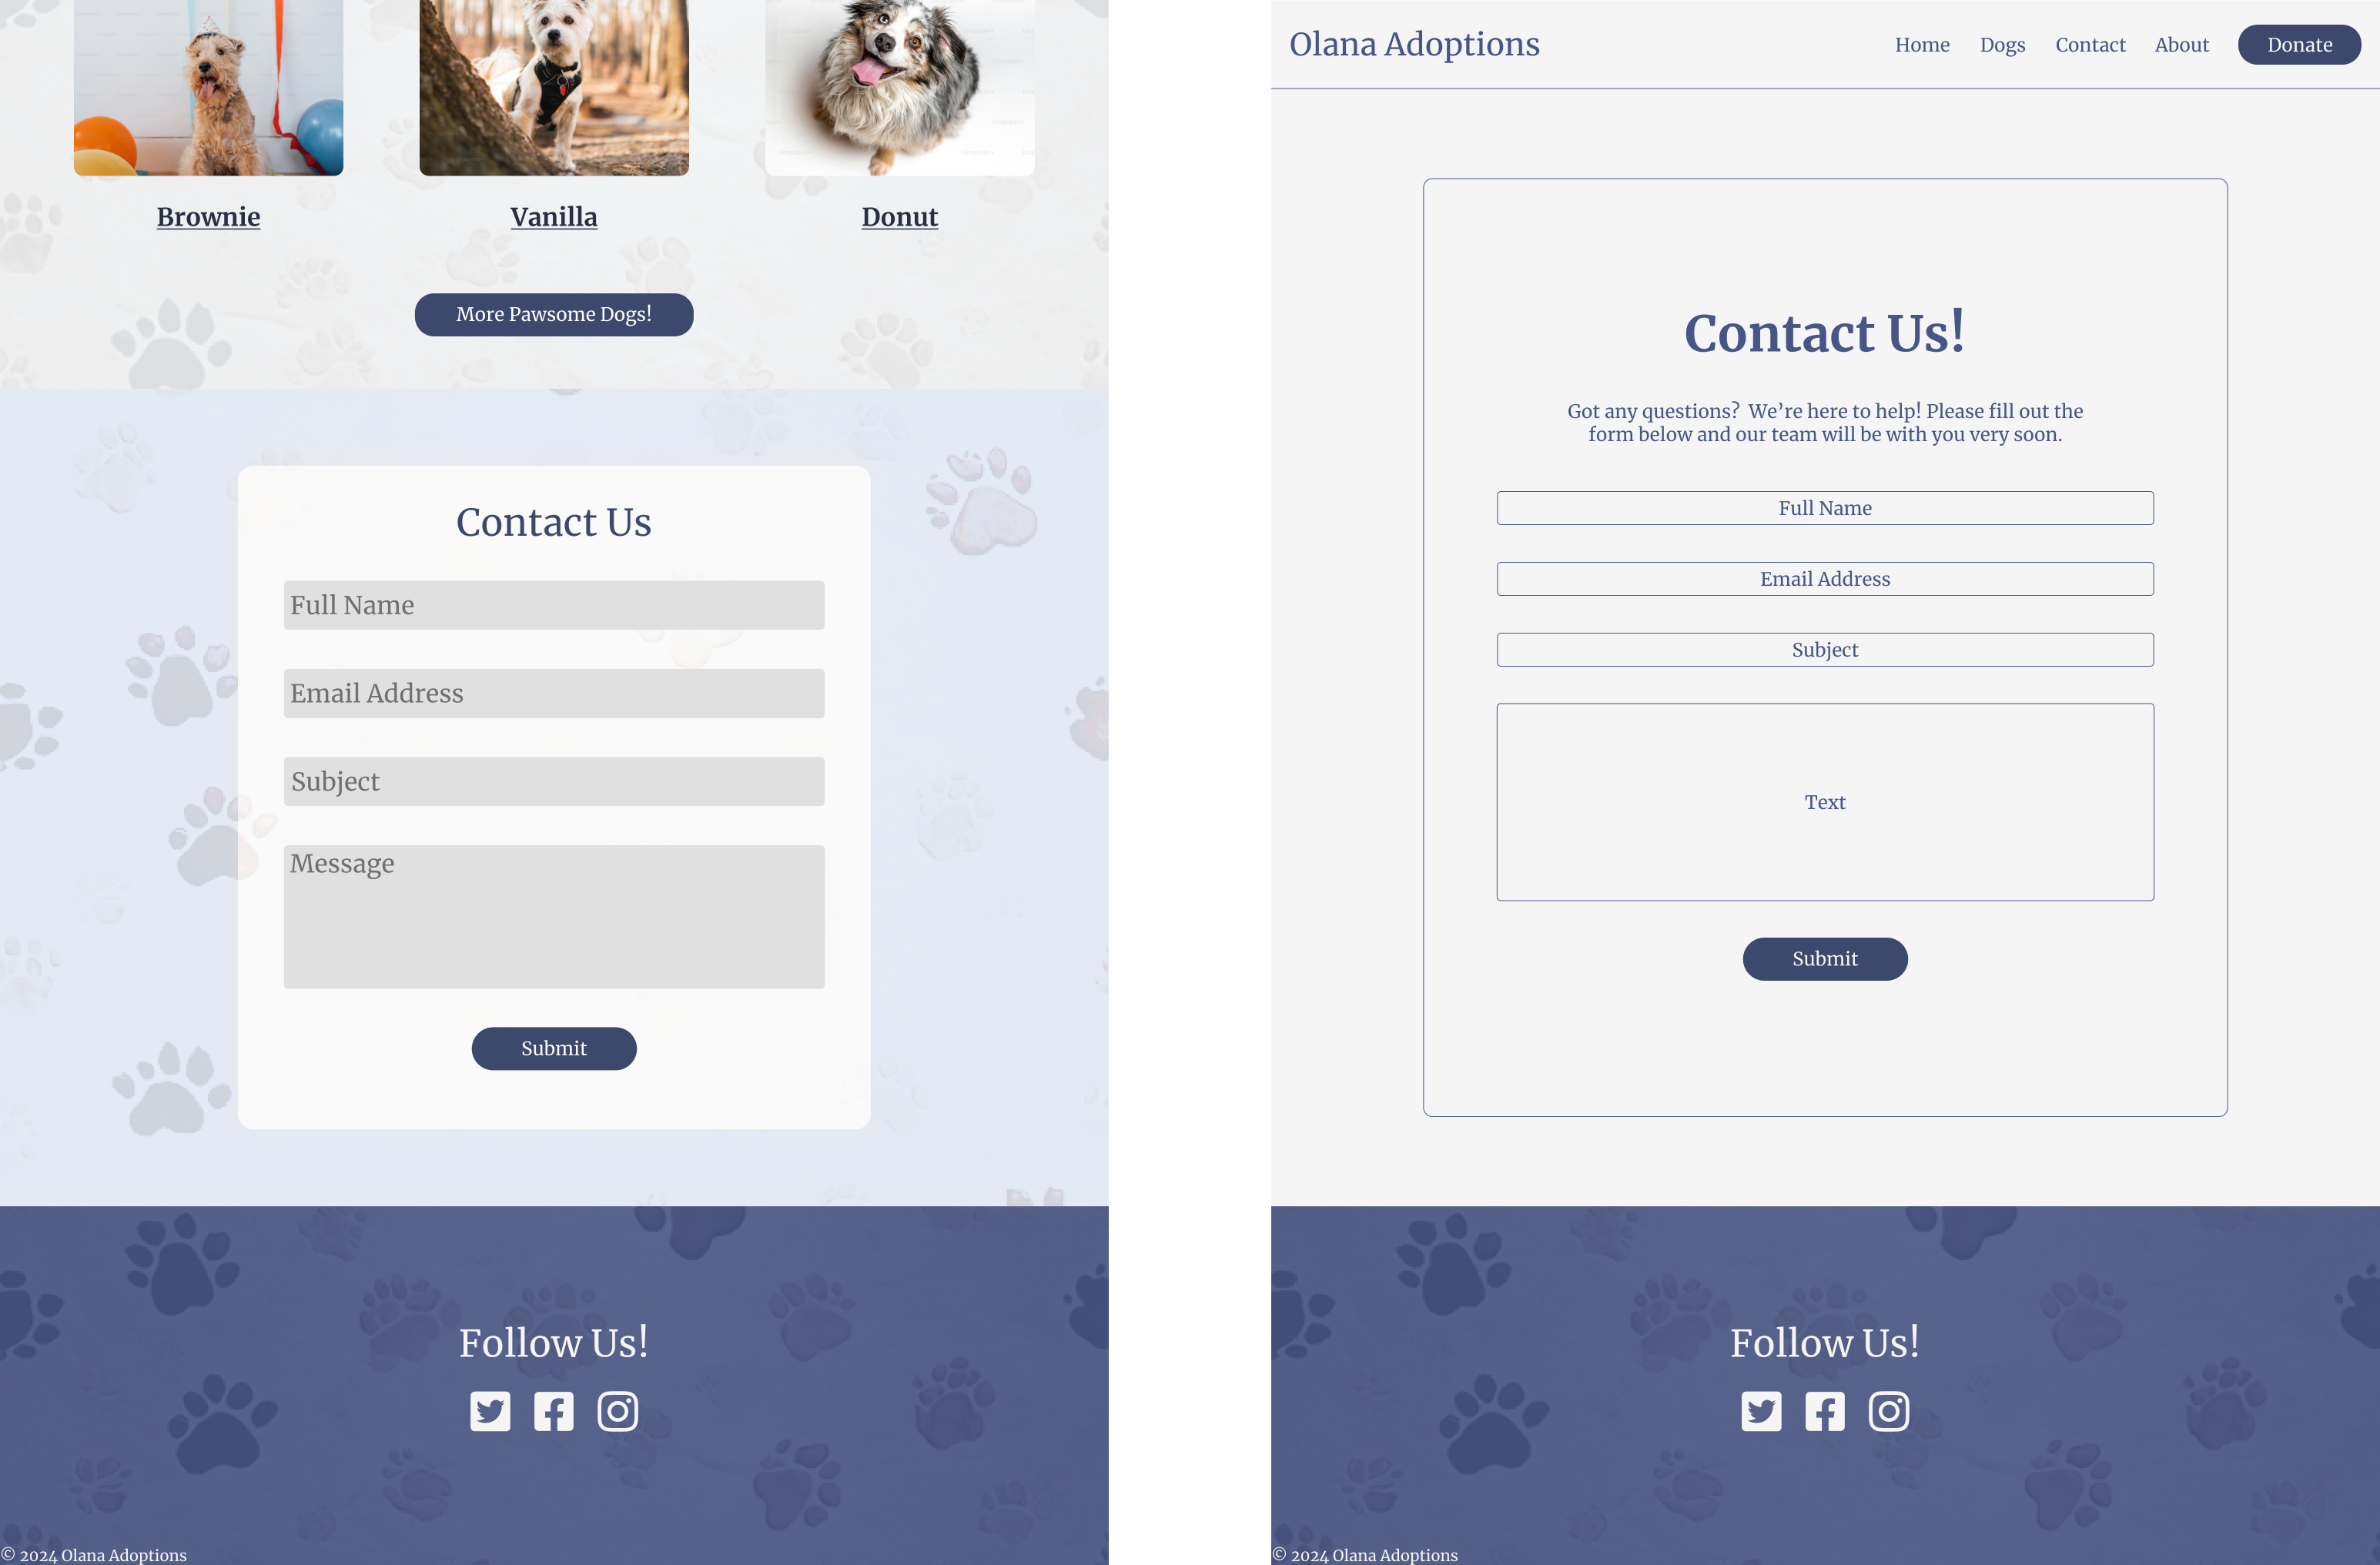 Brownie
Vanilla
Donut
More Pawsome Dogs!
Contact Us
Full Name
Email Address
Subject
Message
Submit
Follow Us!
© 2024 Olana Adoptions
Olana Adoptions
Home
Dogs
Contact
About
Donate
Contact Us!
Got any questions?  We’re here to help! Please fill out the
form below and our team will be with you very soon.
Full Name
Email Address
Subject
Text
Submit
Follow Us!
© 2024 Olana Adoptions